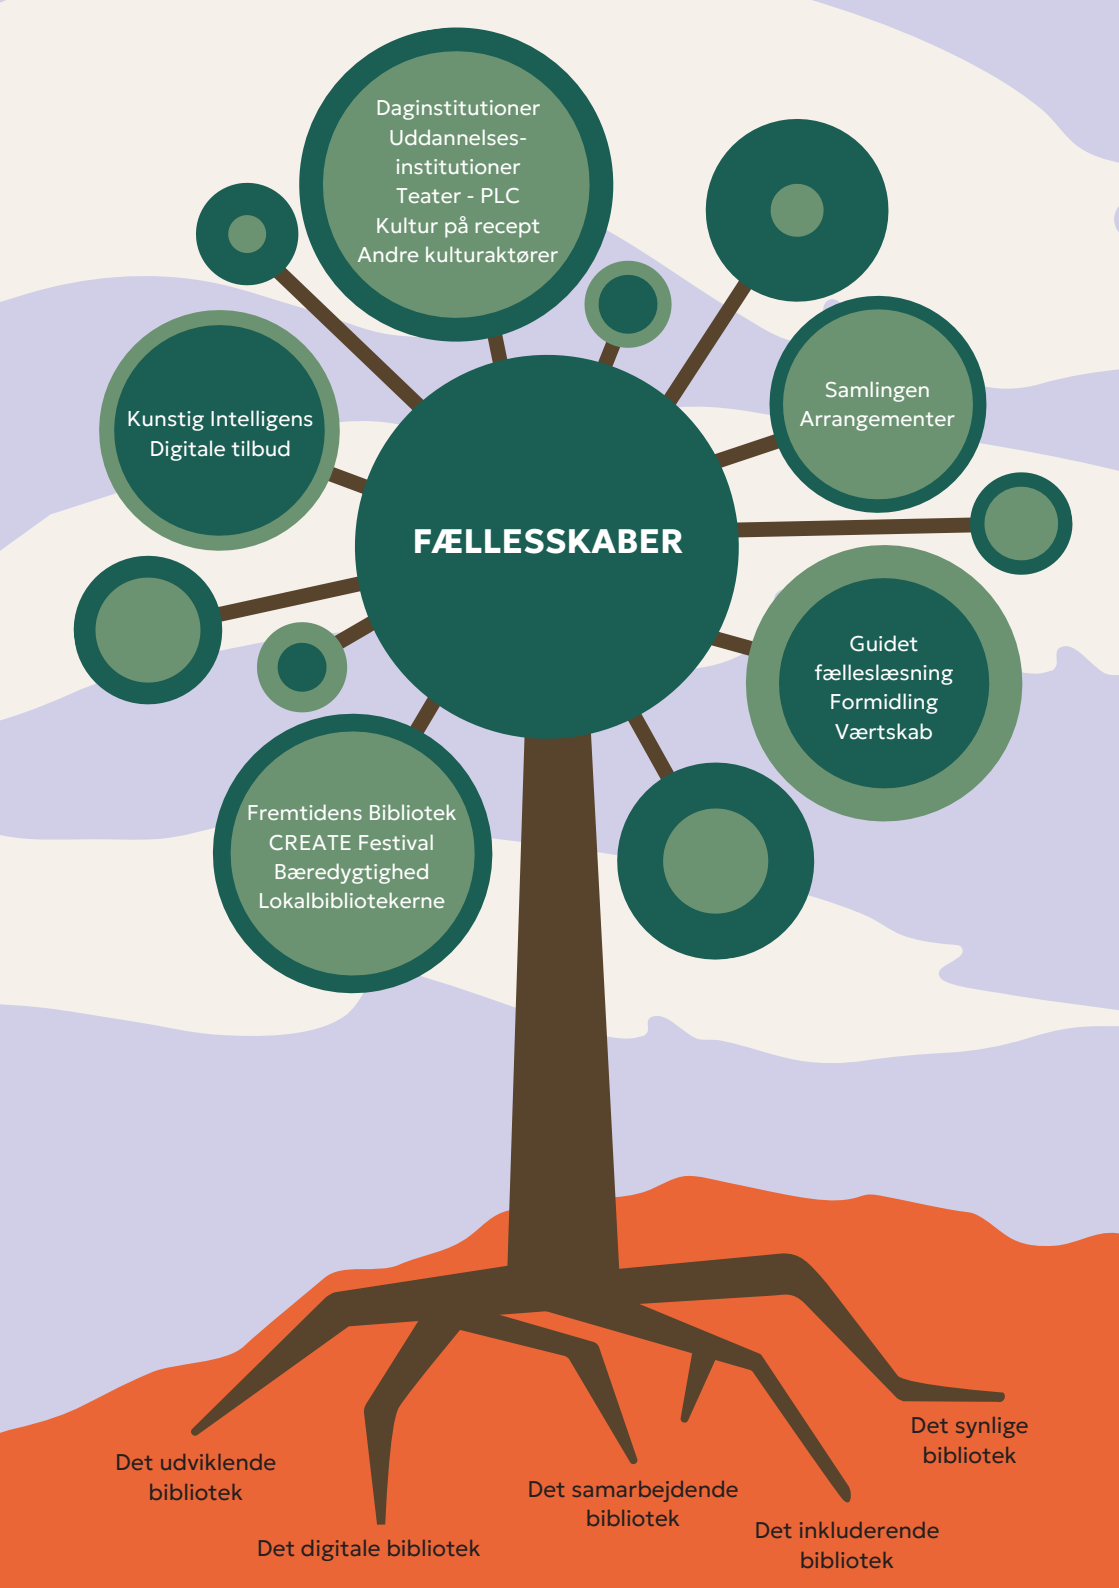 Daginstitutioner
Uddannelses-
institutioner
Teater - PLC
Kultur på recept
Andre kulturaktører
Samlingen
Arrangementer
Kunstig Intelligens
Digitale tilbud
FÆLLESSKABER
Guidet
fælleslæsning
Formidling
Værtskab
Fremtidens Bibliotek
CREATE Festival
Bæredygtighed
Lokalbibliotekerne
Det udviklende
bibliotek
Det digitale bibliotek
Det samarbejdende
bibliotek
Det inkluderende
bibliotek
Det synlige
bibliotek